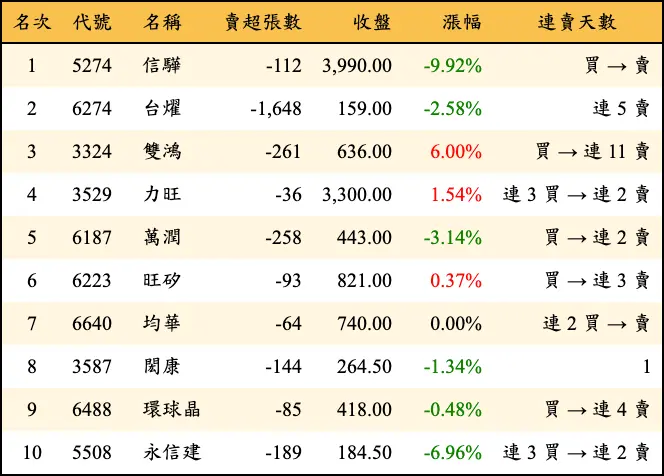 名次 代號 名稱 賣超張數 收盤 漲幅 連賣天數
1 5274 信驊 -112 3,990.00 -9.92% 買 → 賣
2 6274 台燿 -1,648 159.00 -2.58% 連 5 賣
3 3324 雙鴻 -261 636.00 6.00% 買 → 連 11 賣
4 3529 力旺 -36 3,300.00 1.54% 連 3 買 → 連 2 賣
5 6187 萬潤 -258 443.00 -3.14% 買 → 連 2 賣
6 6223 旺矽 -93 821.00 0.37% 買 → 連 3 賣
7 6640 均華 -64 740.00 0.00% 連 2 買 → 賣
8 3587 閎康 -144 264.50 -1.34% 1
9 6488 環球晶 -85 418.00 -0.48% 買 → 連 4 賣
10 5508 永信建 -189 184.50 -6.96% 連 3 買 → 連 2 賣